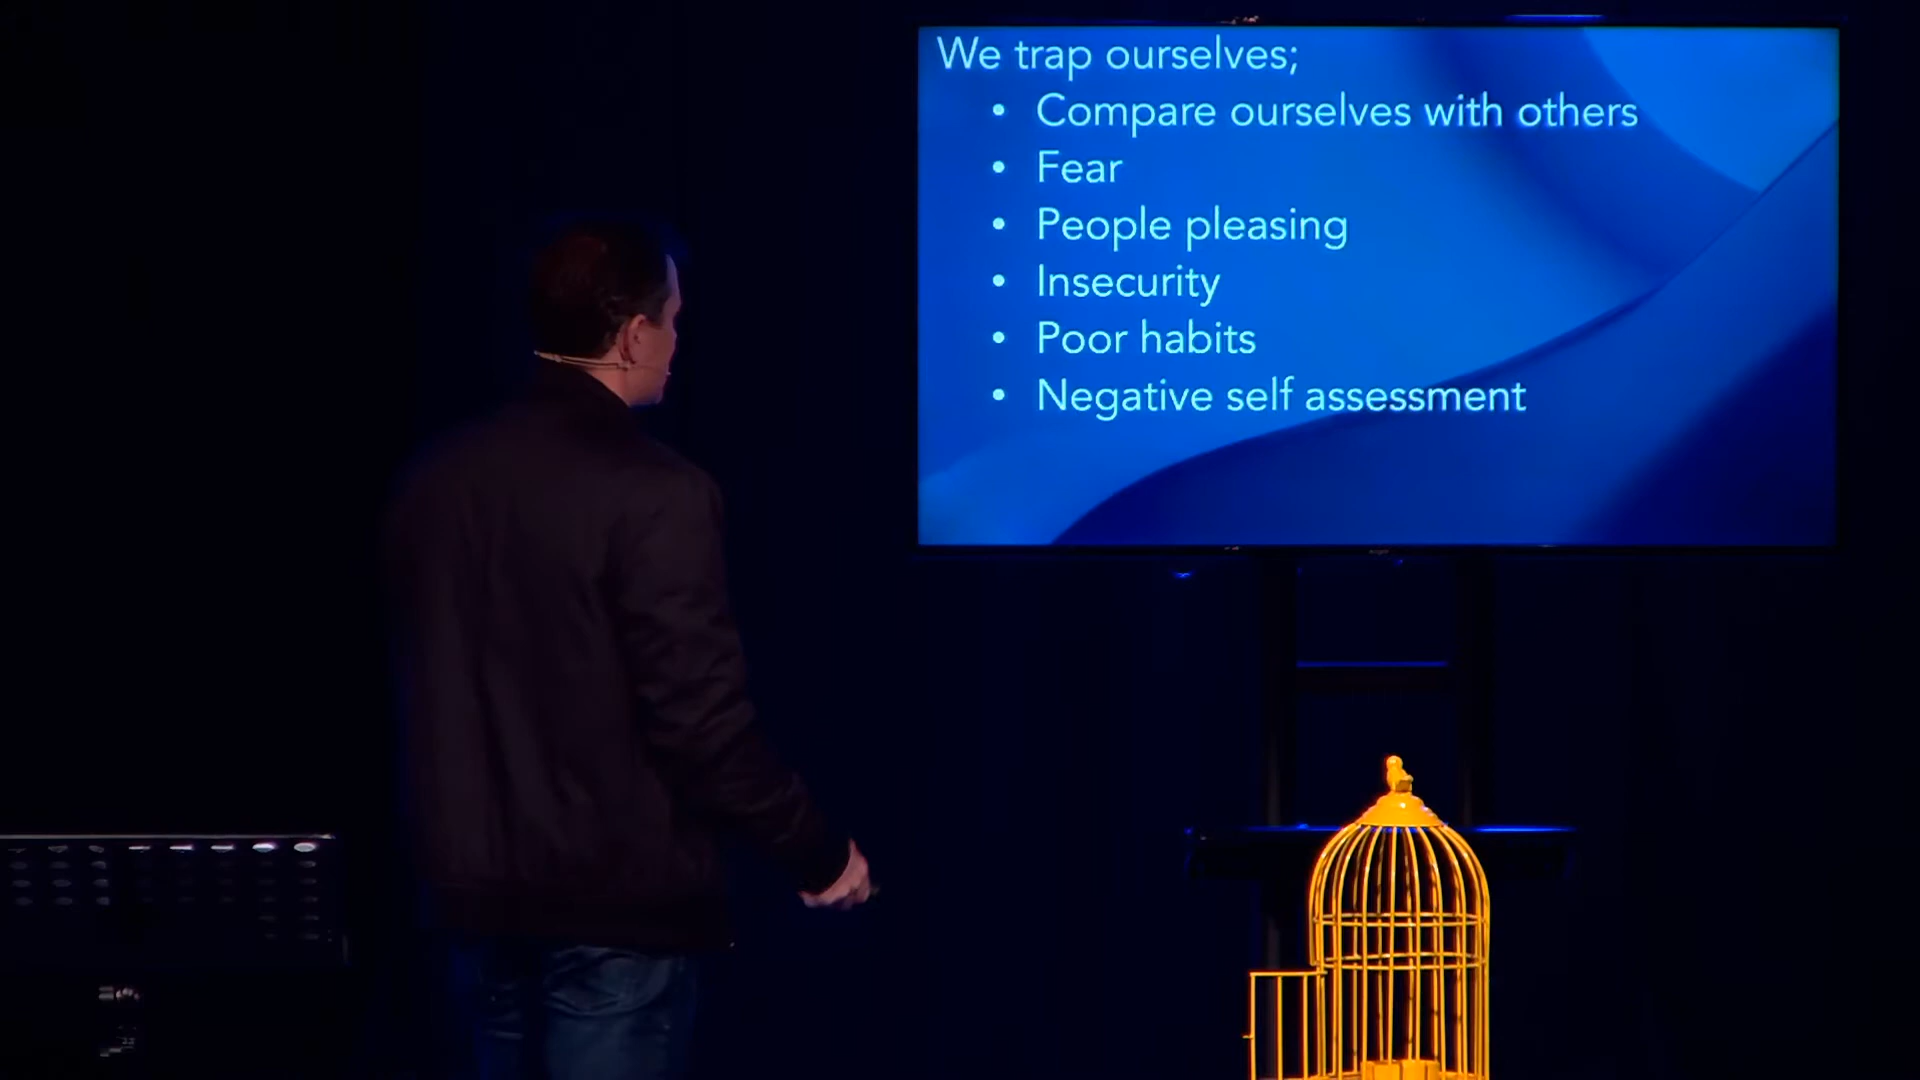 We trap ourselves;
• Compare ourselves with others
• Fear
• People pleasing
• Insecurity
• Poor habits
• Negative self assessment